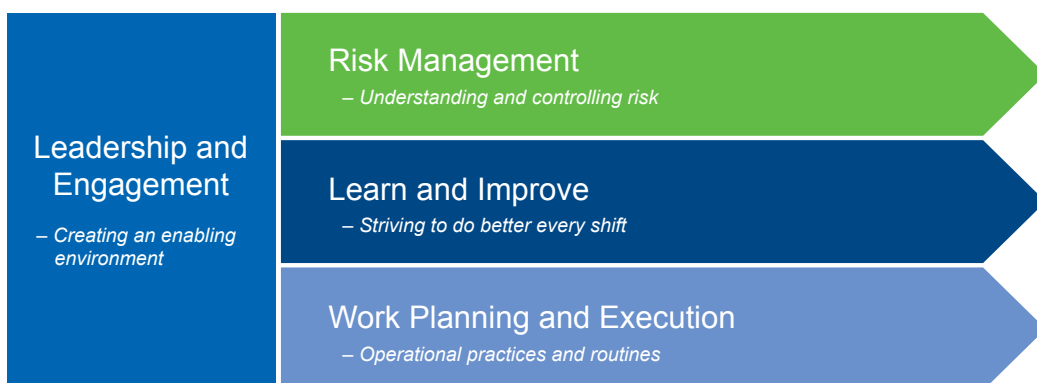 Leadership and
Engagement
– Creating an enabling
environment
Risk Management
– Understanding and controlling risk
Learn and Improve
– Striving to do better every shift
Work Planning and Execution
– Operational practices and routines